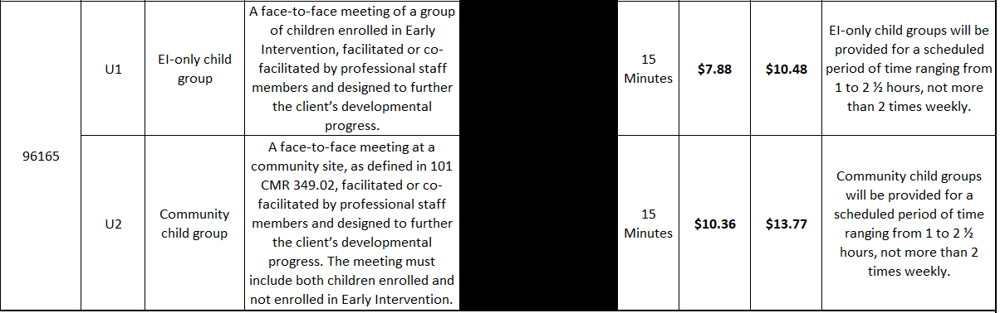 96165
U1
EI-only child
group
A face-to-face meeting of a group
of children enrolled in Early
Intervention, facilitated or co-
facilitated by professional staff
members and designed to further
the client’s developmental
progress.
15
Minutes
$7.88
$10.48
EI-only child groups will be
provided for a scheduled
period of time ranging from
1 to 2 ½ hours, not more
than 2 times weekly.
U2
Community
child group
A face-to-face meeting at a
community site, as defined in 101
CMR 349.02, facilitated or co-
facilitated by professional staff
members and designed to further
the client’s developmental
progress. The meeting must
include both children enrolled and
not enrolled in Early Intervention.
15
Minutes
$10.36
$13.77
Community child groups
will be provided for a
scheduled period of time
ranging from 1 to 2 ½
hours, not more than 2
times weekly.